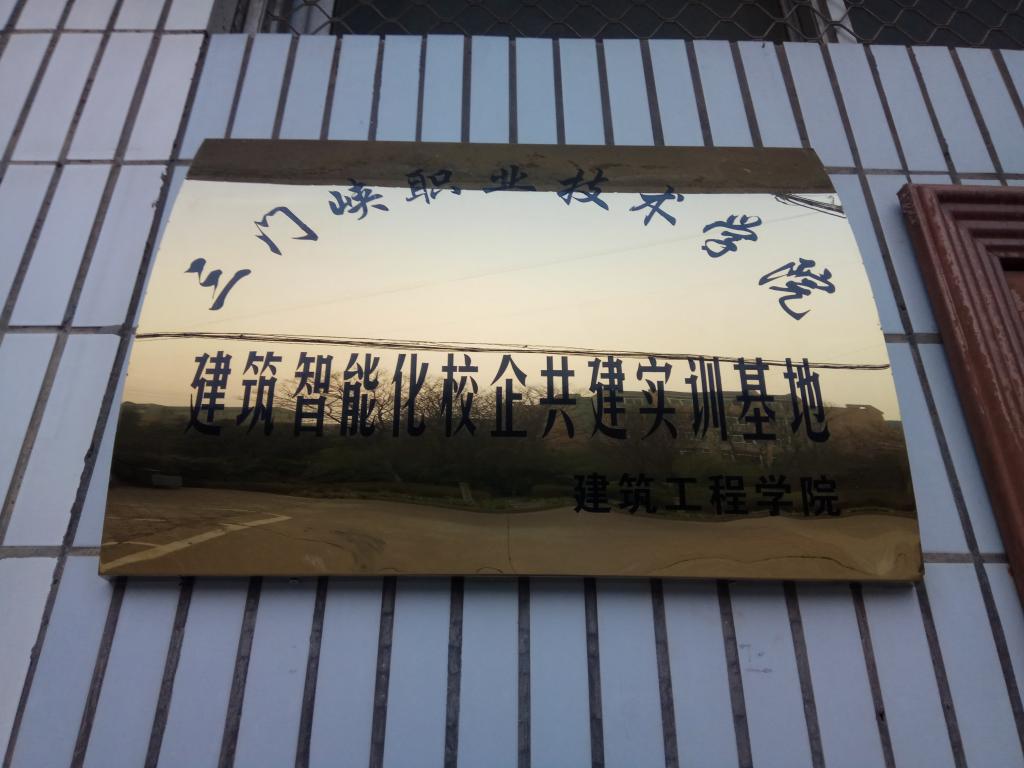 三门峡职业技术学院
建筑智能化校企共建实训基地
建筑工程学院